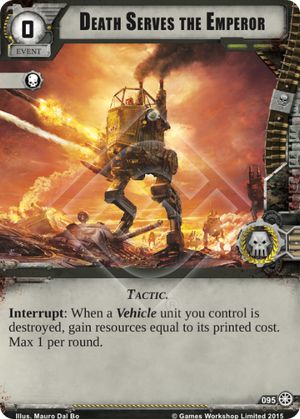 0
DEATH SERVES THE EMPEROR
EVENT
TACTIC.
Interrupt: When a Vehicle unit you control is
destroyed, gain resources equal to its printed cost.
Max 1 per round.
095
Illus. Mauro Dal Bo
© Games Workshop Limited 2015